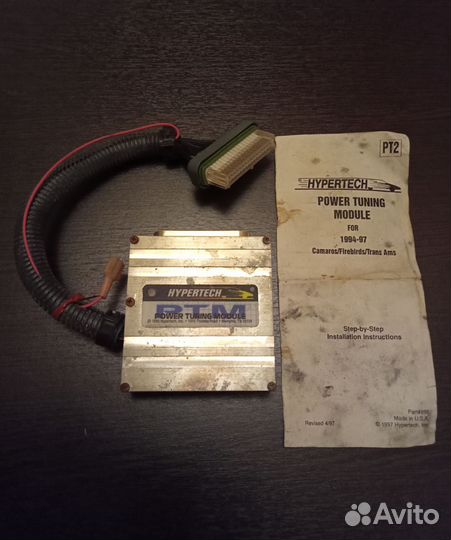 HYPERTECH
PTM
POWER TUNING MODULE
PT2
HYPERTECH
POWER TUNING
MODULE
FOR
1994-97
Camaros/Firebirds/Trans Ams
Step-by-Step
Installation Instructions
Made in U.S.A.
Revised 4/97
© 1997 Hypertech, Inc.
Avito